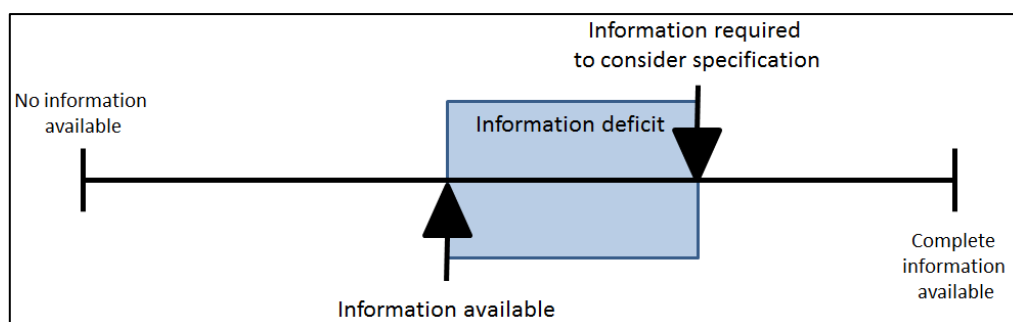 Information required
to consider specification
No information
available
Information deficit
Complete
information
available
Information available